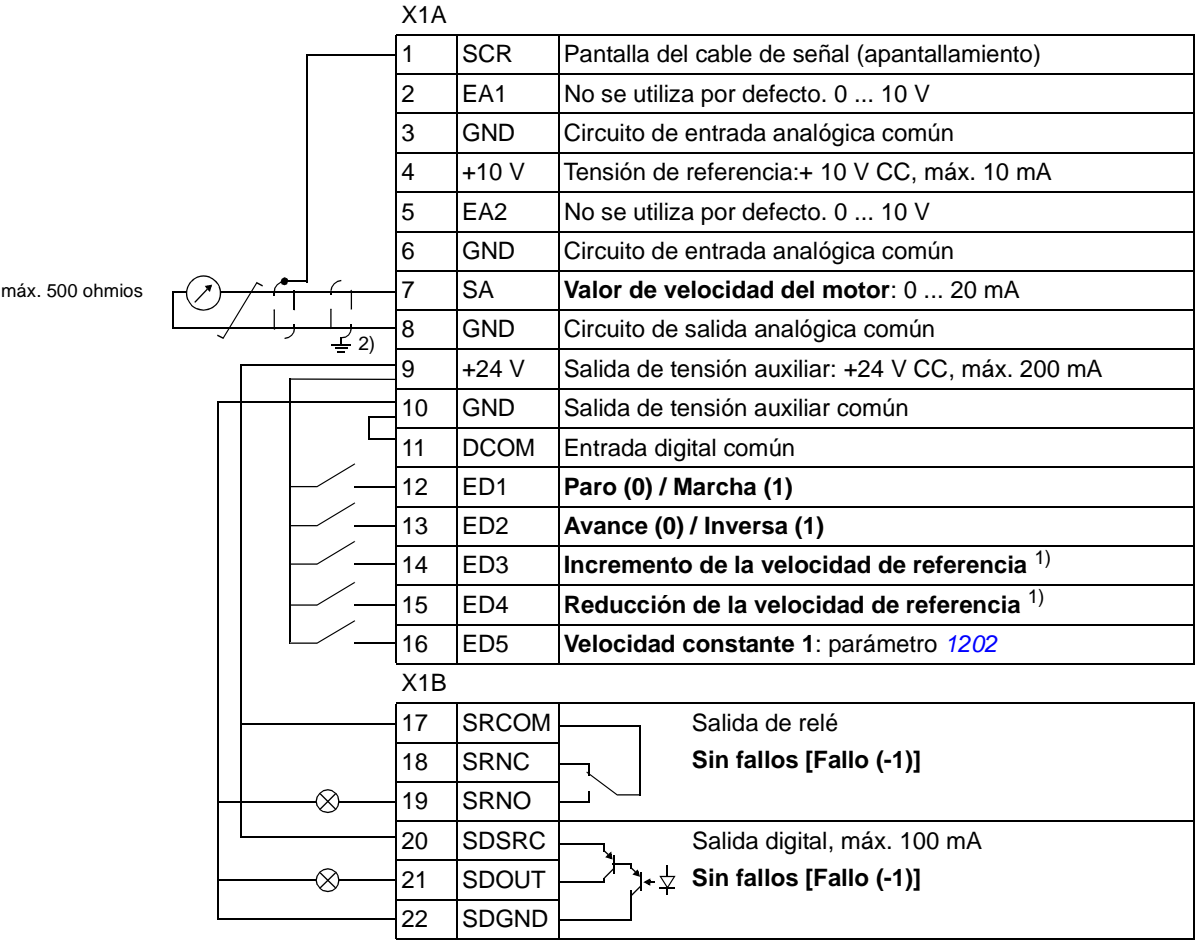 X1A
1 SCR Pantalla del cable de señal (apantallamiento)
2 EA1 No se utiliza por defecto. 0 ... 10 V
3 GND Circuito de entrada analógica común
4 +10 V Tensión de referencia:+ 10 V CC, máx. 10 mA
5 EA2 No se utiliza por defecto. 0 ... 10 V
6 GND Circuito de entrada analógica común
máx. 500 ohmios 7 SA Valor de velocidad del motor: 0 ... 20 mA
8 GND Circuito de salida analógica común
2)
9 +24 V Salida de tensión auxiliar: +24 V CC, máx. 200 mA
10 GND Salida de tensión auxiliar común
11 DCOM Entrada digital común
12 ED1 Paro (0) / Marcha (1)
13 ED2 Avance (0) / Inversa (1)
14 ED3 Incremento de la velocidad de referencia 1)
15 ED4 Reducción de la velocidad de referencia 1)
16 ED5 Velocidad constante 1: parámetro 1202
X1B
17 SRCOM Salida de relé
18 SRNC Sin fallos [Fallo (-1)]
19 SRNO
20 SDSRC Salida digital, máx. 100 mA
21 SDOUT Sin fallos [Fallo (-1)]
22 SDGND